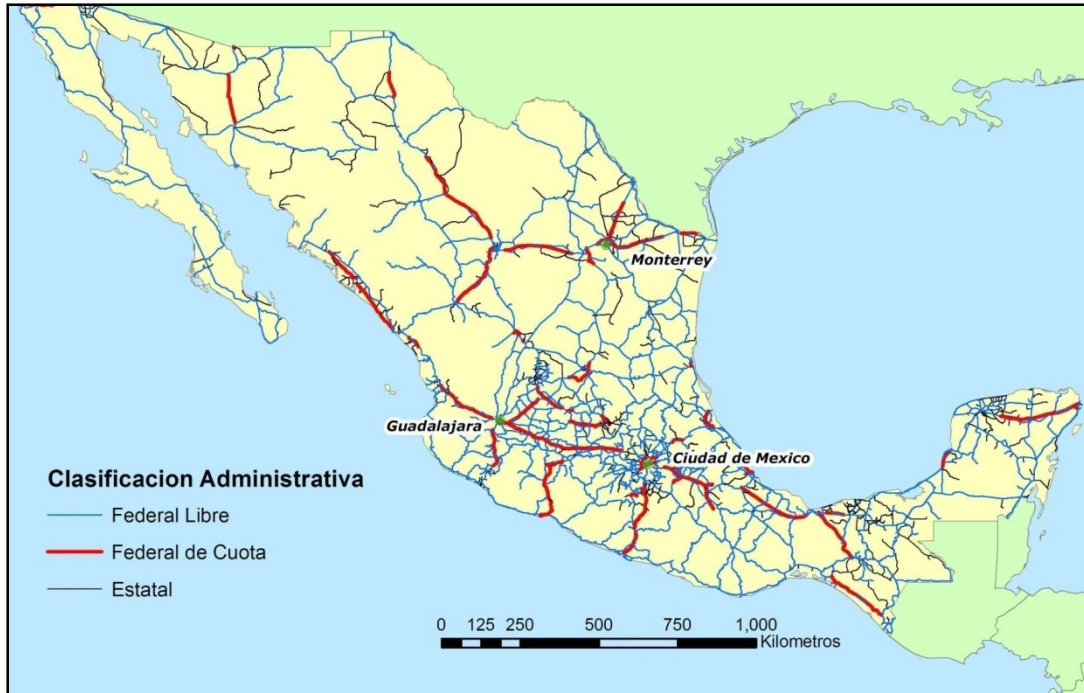 Monterrey
Guadalajara
Ciudad de Mexico
Clasificacion Administrativa
Federal Libre
Federal de Cuota
Estatal
0 125 250 500 750 1,000
Kilometros